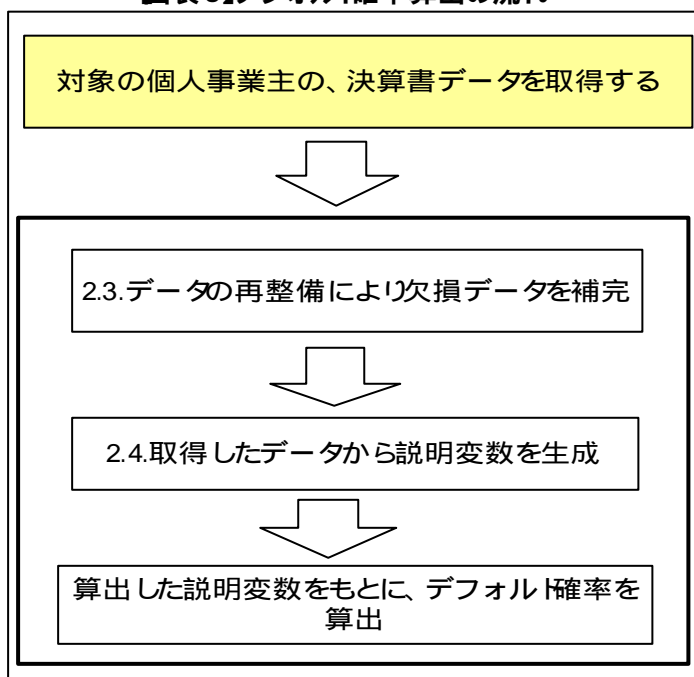 対象の個人事業主の、決算書データを取得する
2.3.データの再整備により欠損データを補完
2.4.取得したデータから説明変数を生成
算出した説明変数をもとに、デフォルト確率を
算出